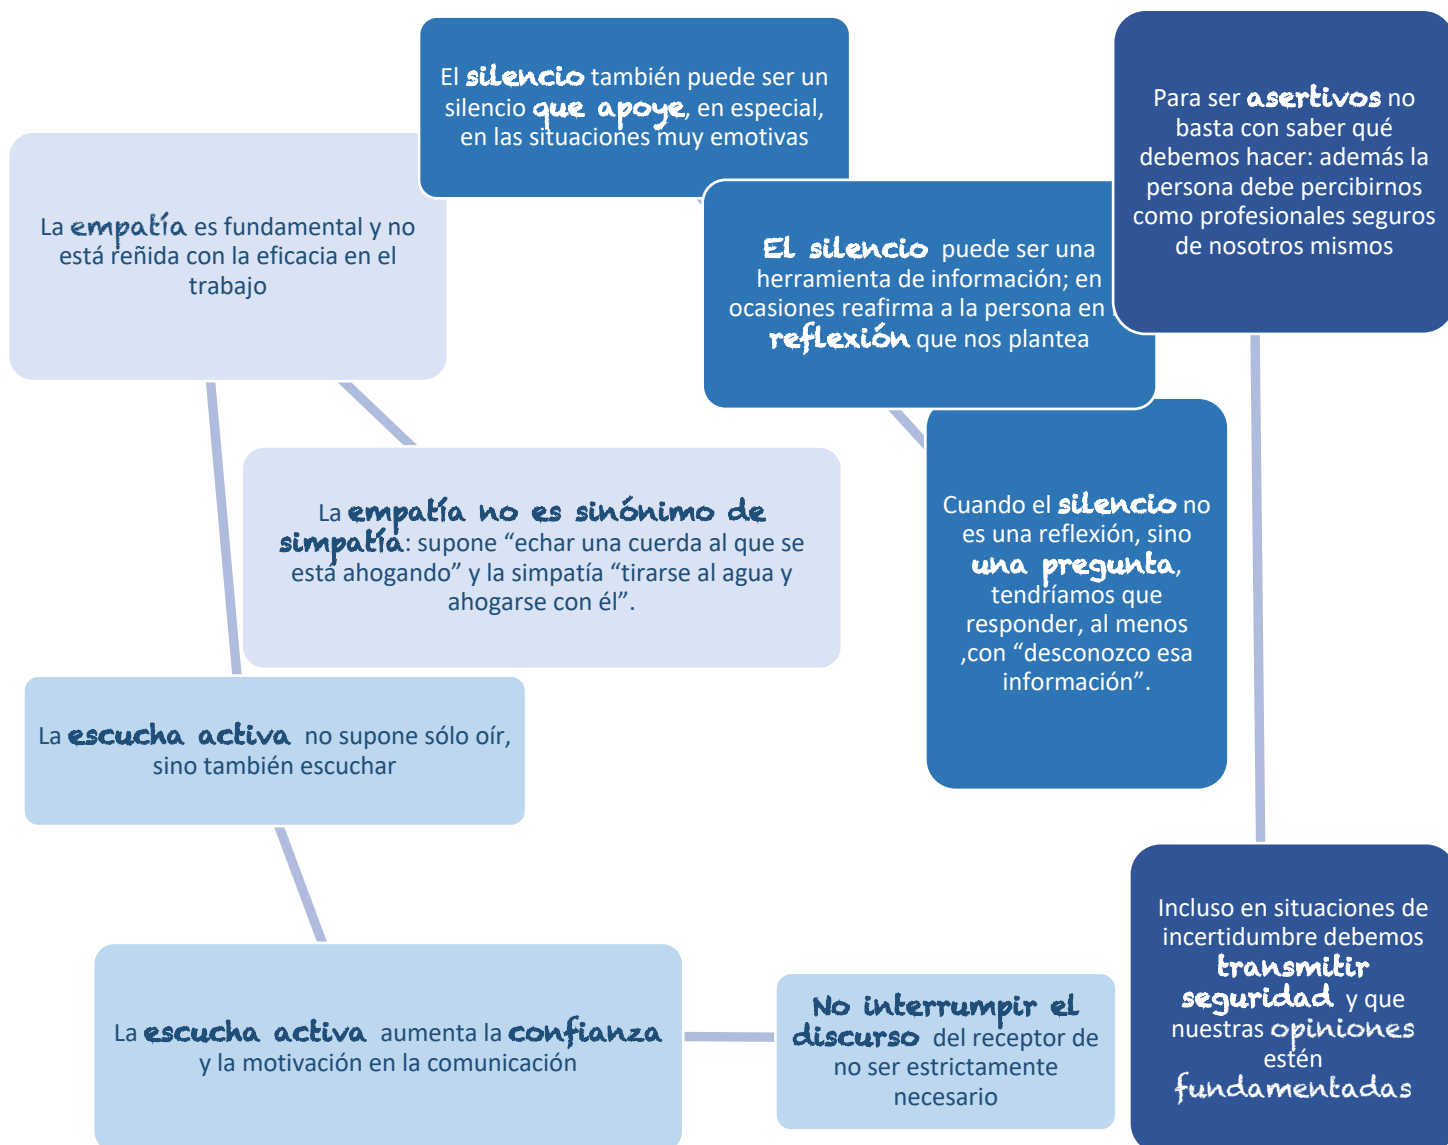 El silencio también puede ser un
silencio que apoye, en especial,
en las situaciones muy emotivas
Para ser asertivos no
basta con saber qué
debemos hacer: además la
persona debe percibirnos
como profesionales seguros
de nosotros mismos
La empatía es fundamental y no
está reñida con la eficacia en el
trabajo
El silencio puede ser una
herramienta de información; en
ocasiones reafirma a la persona en
reflexión que nos plantea
La empatía no es sinónimo de
simpatía: supone “echar una cuerda al que se
está ahogando” y la simpatía “tirarse al agua y
ahogarse con él”.
Cuando el silencio no
es una reflexión, sino
una pregunta,
tendríamos que
responder, al menos
,con “desconozco esa
información”.
La escucha activa no supone sólo oír,
sino también escuchar
La escucha activa aumenta la confianza
y la motivación en la comunicación
No interrumpir el
discurso del receptor de
no ser estrictamente
necesario
Incluso en situaciones de
incertidumbre debemos
transmitir
seguridad y que
nuestras opiniones
estén
fundamentadas